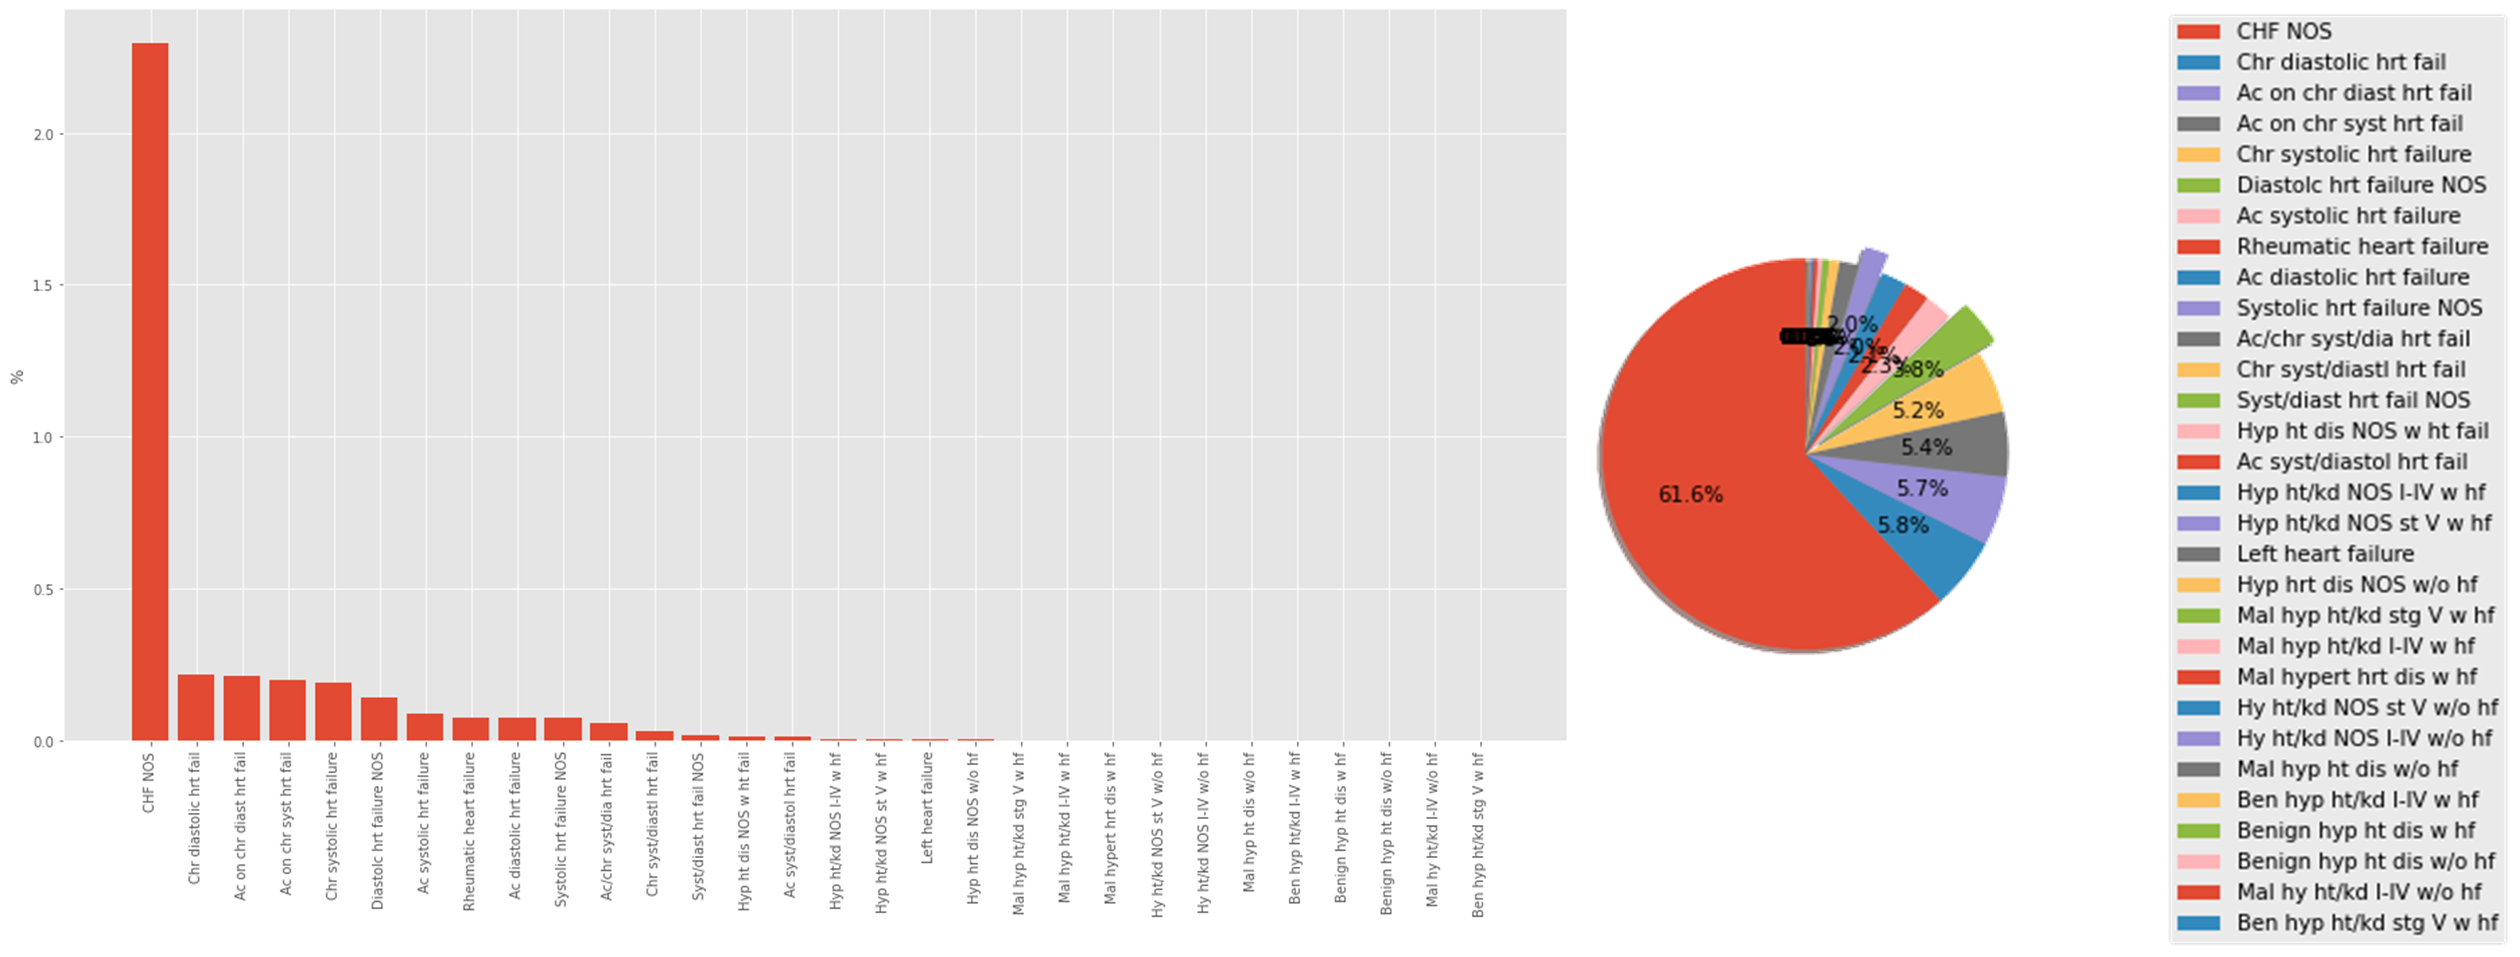 %
2.0
1.5
1.0
0.5
0.0
CHF NOS
Chr diastolic hrt fail
Ac on chr diast hrt fail
Ac on chr syst hrt fail
Chr systolic hrt failure
Diastolc hrt failure NOS
Ac systolic hrt failure
Rheumatic heart failure
Ac diastolic hrt failure
Systolic hrt failure NOS
Ac/chr syst/dia hrt fail
Chr syst/diastl hrt fail
Syst/diast hrt fail NOS
Hyp ht dis NOS w ht fail
Ac syst/diastol hrt fail
Hyp ht/kd NOS I-IV w hf
Hyp ht/kd NOS st V w hf
Left heart failure
Hyp hrt dis NOS w/o hf
Mal hyp ht/kd stg V w hf
Mal hyp ht/kd I-IV w hf
Mal hypert hrt dis w hf
Hy ht/kd NOS st V w/o hf
Hy ht/kd NOS I-IV w/o hf
Mal hyp ht dis w/o hf
Ben hyp ht/kd I-IV w hf
Benign hyp ht dis w hf
Benign hyp ht dis w/o hf
Mal hy ht/kd I-IV w/o hf
Ben hyp ht/kd stg V w hf
61.6%
5.8%
5.7%
5.4%
5.2%
3.8%
2.3%
2.0%
CHF NOS
Chr diastolic hrt fail
Ac on chr diast hrt fail
Ac on chr syst hrt fail
Chr systolic hrt failure
Diastolc hrt failure NOS
Ac systolic hrt failure
Rheumatic heart failure
Ac diastolic hrt failure
Systolic hrt failure NOS
Ac/chr syst/dia hrt fail
Chr syst/diastl hrt fail
Syst/diast hrt fail NOS
Hyp ht dis NOS w ht fail
Ac syst/diastol hrt fail
Hyp ht/kd NOS I-IV w hf
Hyp ht/kd NOS st V w hf
Left heart failure
Hyp hrt dis NOS w/o hf
Mal hyp ht/kd stg V w hf
Mal hyp ht/kd I-IV w hf
Mal hypert hrt dis w hf
Hy ht/kd NOS st V w/o hf
Hy ht/kd NOS I-IV w/o hf
Mal hyp ht dis w/o hf
Ben hyp ht/kd I-IV w hf
Benign hyp ht dis w hf
Benign hyp ht dis w/o hf
Mal hy ht/kd I-IV w/o hf
Ben hyp ht/kd stg V w hf